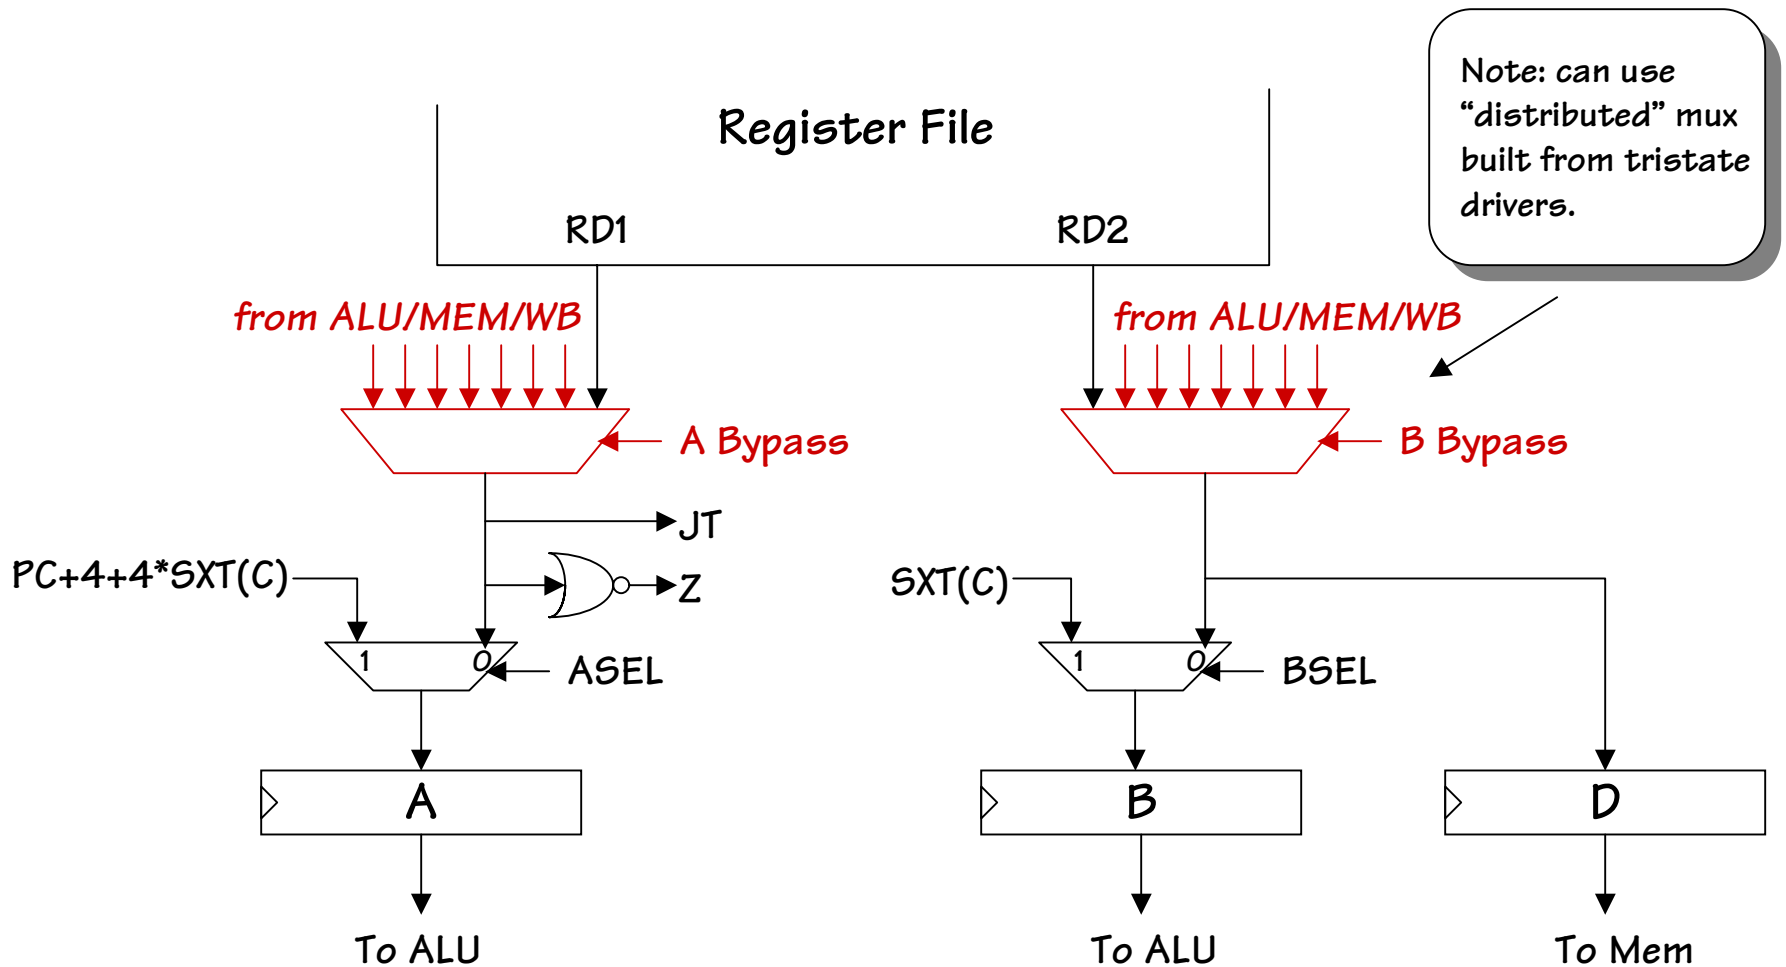 Note: can use
“distributed” mux
built from tristate
drivers.
Register File
RD1
RD2
from ALU/MEM/WB
from ALU/MEM/WB
A Bypass
B Bypass
JT
PC+4+4*SXT(C)
Z
SXT(C)
1
0
ASEL
1
0
BSEL
A
B
D
To ALU
To ALU
To Mem